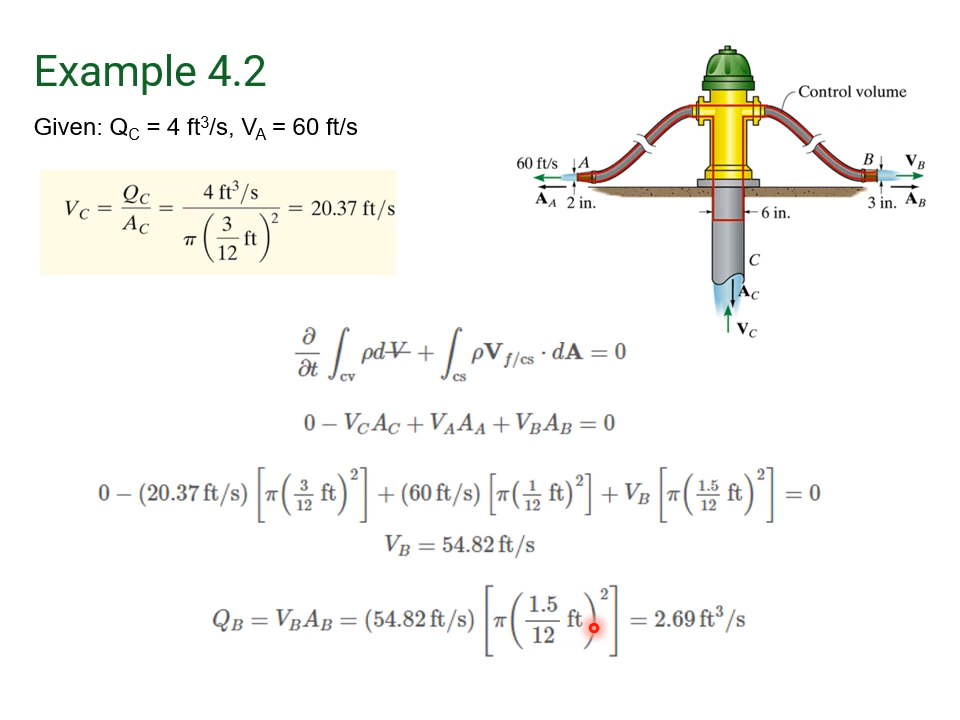 Example 4.2
Given: Q_C = 4 ft³/s, V_A = 60 ft/s
V_C = Q_C / A_C = 4 ft³/s / π(3/12 ft)² = 20.37 ft/s
Control volume
60 ft/s
A
A_A
2 in.
B
V_B
3 in.
A_B
6 in.
C
A_C
V_C
∂/∂t ∫_cv ρdV̶ + ∫_cs ρV_f/cs · dA = 0
0 − V_C A_C + V_A A_A + V_B A_B = 0
0 − (20.37 ft/s) [π(3/12 ft)²] + (60 ft/s) [π(1/12 ft)²] + V_B [π(1.5/12 ft)²] = 0
V_B = 54.82 ft/s
Q_B = V_B A_B = (54.82 ft/s) [π(1.5/12 ft)²] = 2.69 ft³/s